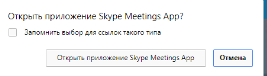 Открыть приложение Skype Meetings App?
Запомнить выбор для ссылок такого типа
Открыть приложение Skype Meetings App
Отмена